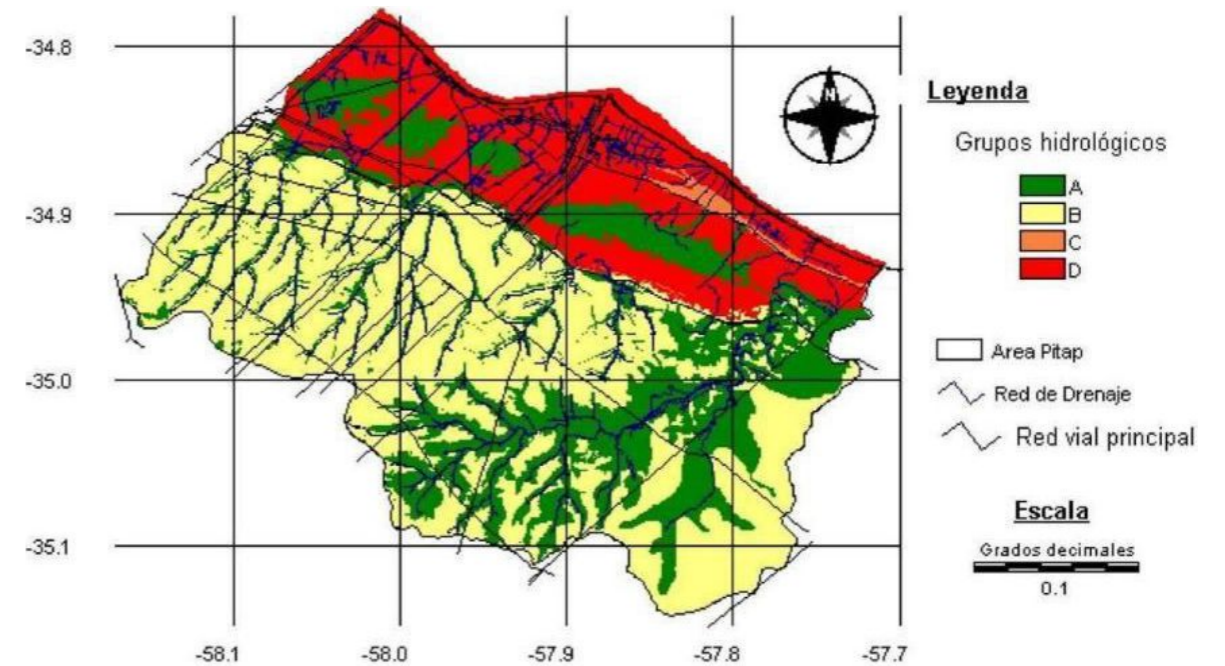 -34.8
-34.9
-35.0
-35.1
-58.1
-58.0
-57.9
-57.8
-57.7
N
Leyenda
Grupos hidrológicos
A
B
C
D
Area Pitap
Red de Drenaje
Red vial principal
Escala
Grados decimales
0.1